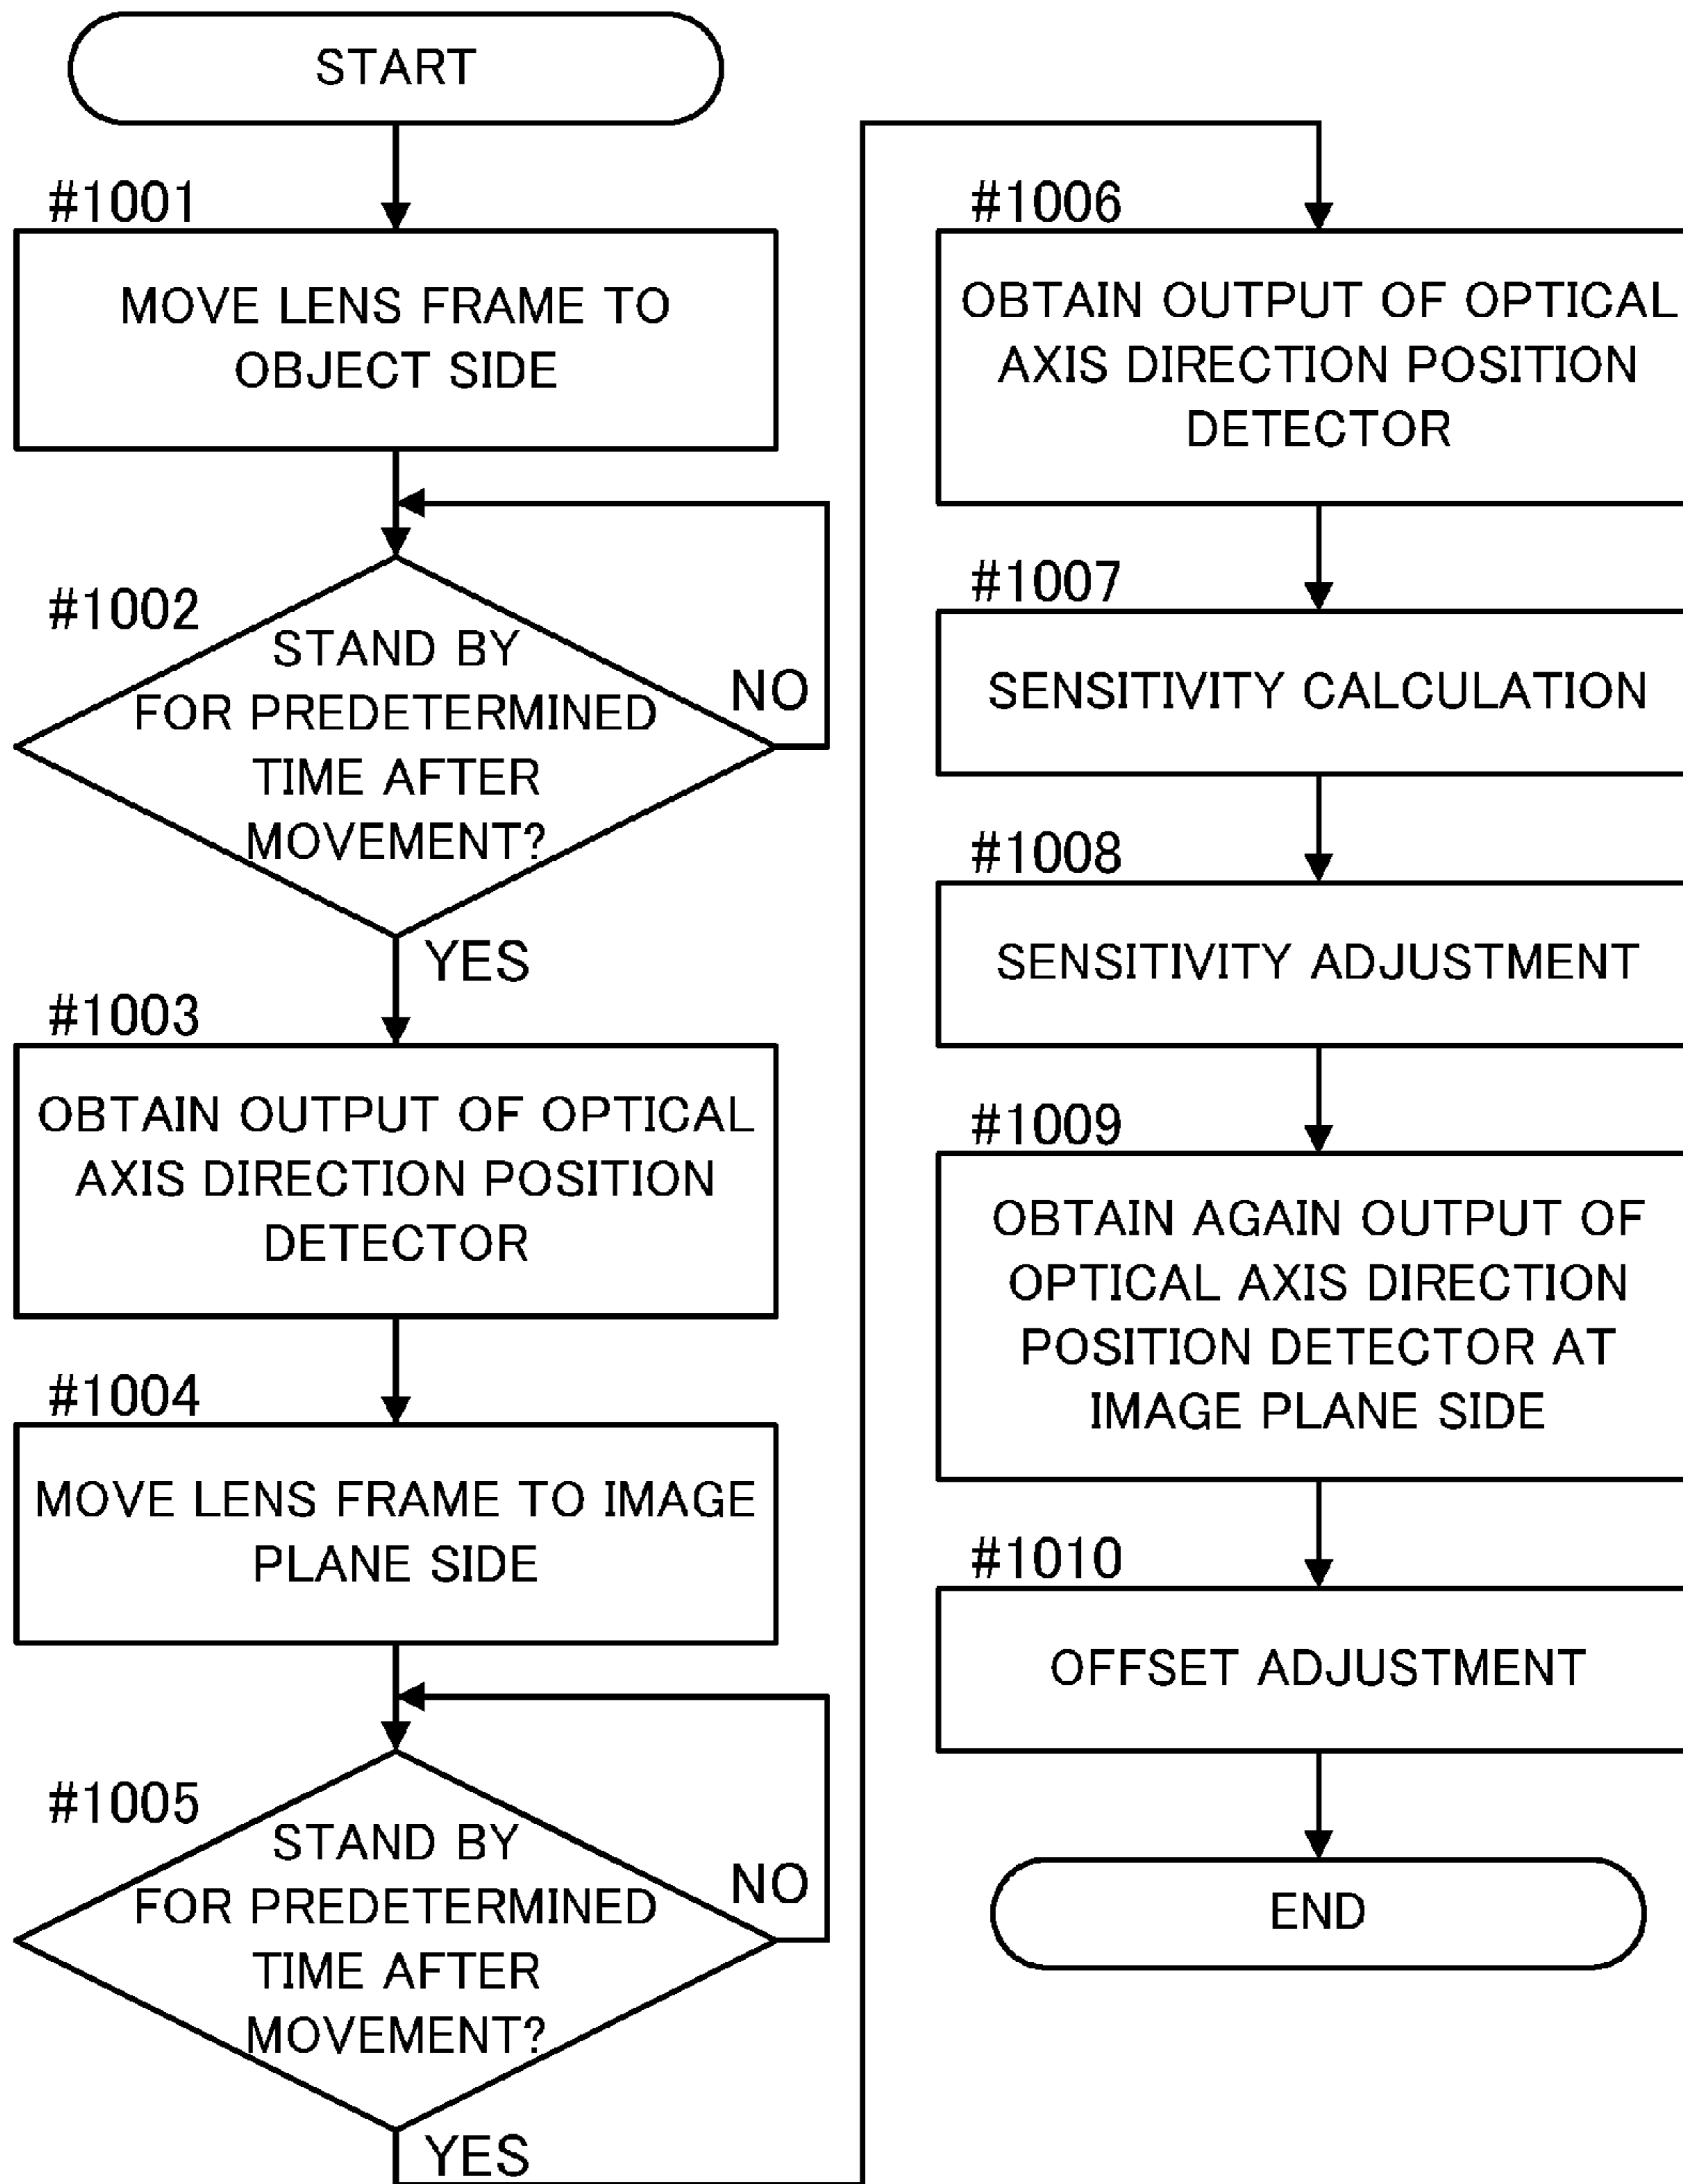 START
#1001
MOVE LENS FRAME TO
OBJECT SIDE
#1002
STAND BY
FOR PREDETERMINED
TIME AFTER
MOVEMENT?
NO
YES
#1003
OBTAIN OUTPUT OF OPTICAL
AXIS DIRECTION POSITION
DETECTOR
#1004
MOVE LENS FRAME TO IMAGE
PLANE SIDE
#1005
STAND BY
FOR PREDETERMINED
TIME AFTER
MOVEMENT?
NO
YES
#1006
OBTAIN OUTPUT OF OPTICAL
AXIS DIRECTION POSITION
DETECTOR
#1007
SENSITIVITY CALCULATION
#1008
SENSITIVITY ADJUSTMENT
#1009
OBTAIN AGAIN OUTPUT OF
OPTICAL AXIS DIRECTION
POSITION DETECTOR AT
IMAGE PLANE SIDE
#1010
OFFSET ADJUSTMENT
END